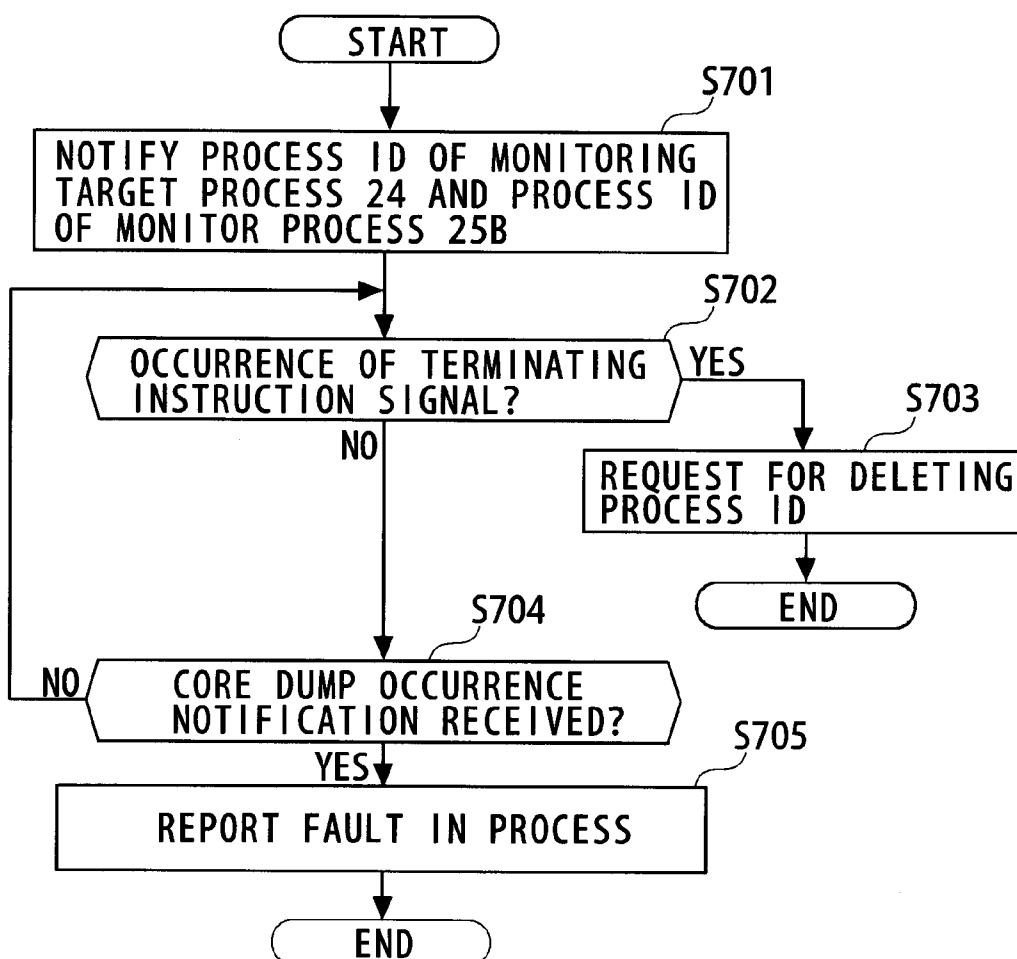 START
S701
NOTIFY PROCESS ID OF MONITORING
TARGET PROCESS 24 AND PROCESS ID
OF MONITOR PROCESS 25B
S702
OCCURRENCE OF TERMINATING
INSTRUCTION SIGNAL?
YES
NO
S703
REQUEST FOR DELETING
PROCESS ID
END
S704
NO
CORE DUMP OCCURRENCE
NOTIFICATION RECEIVED?
YES
S705
REPORT FAULT IN PROCESS
END